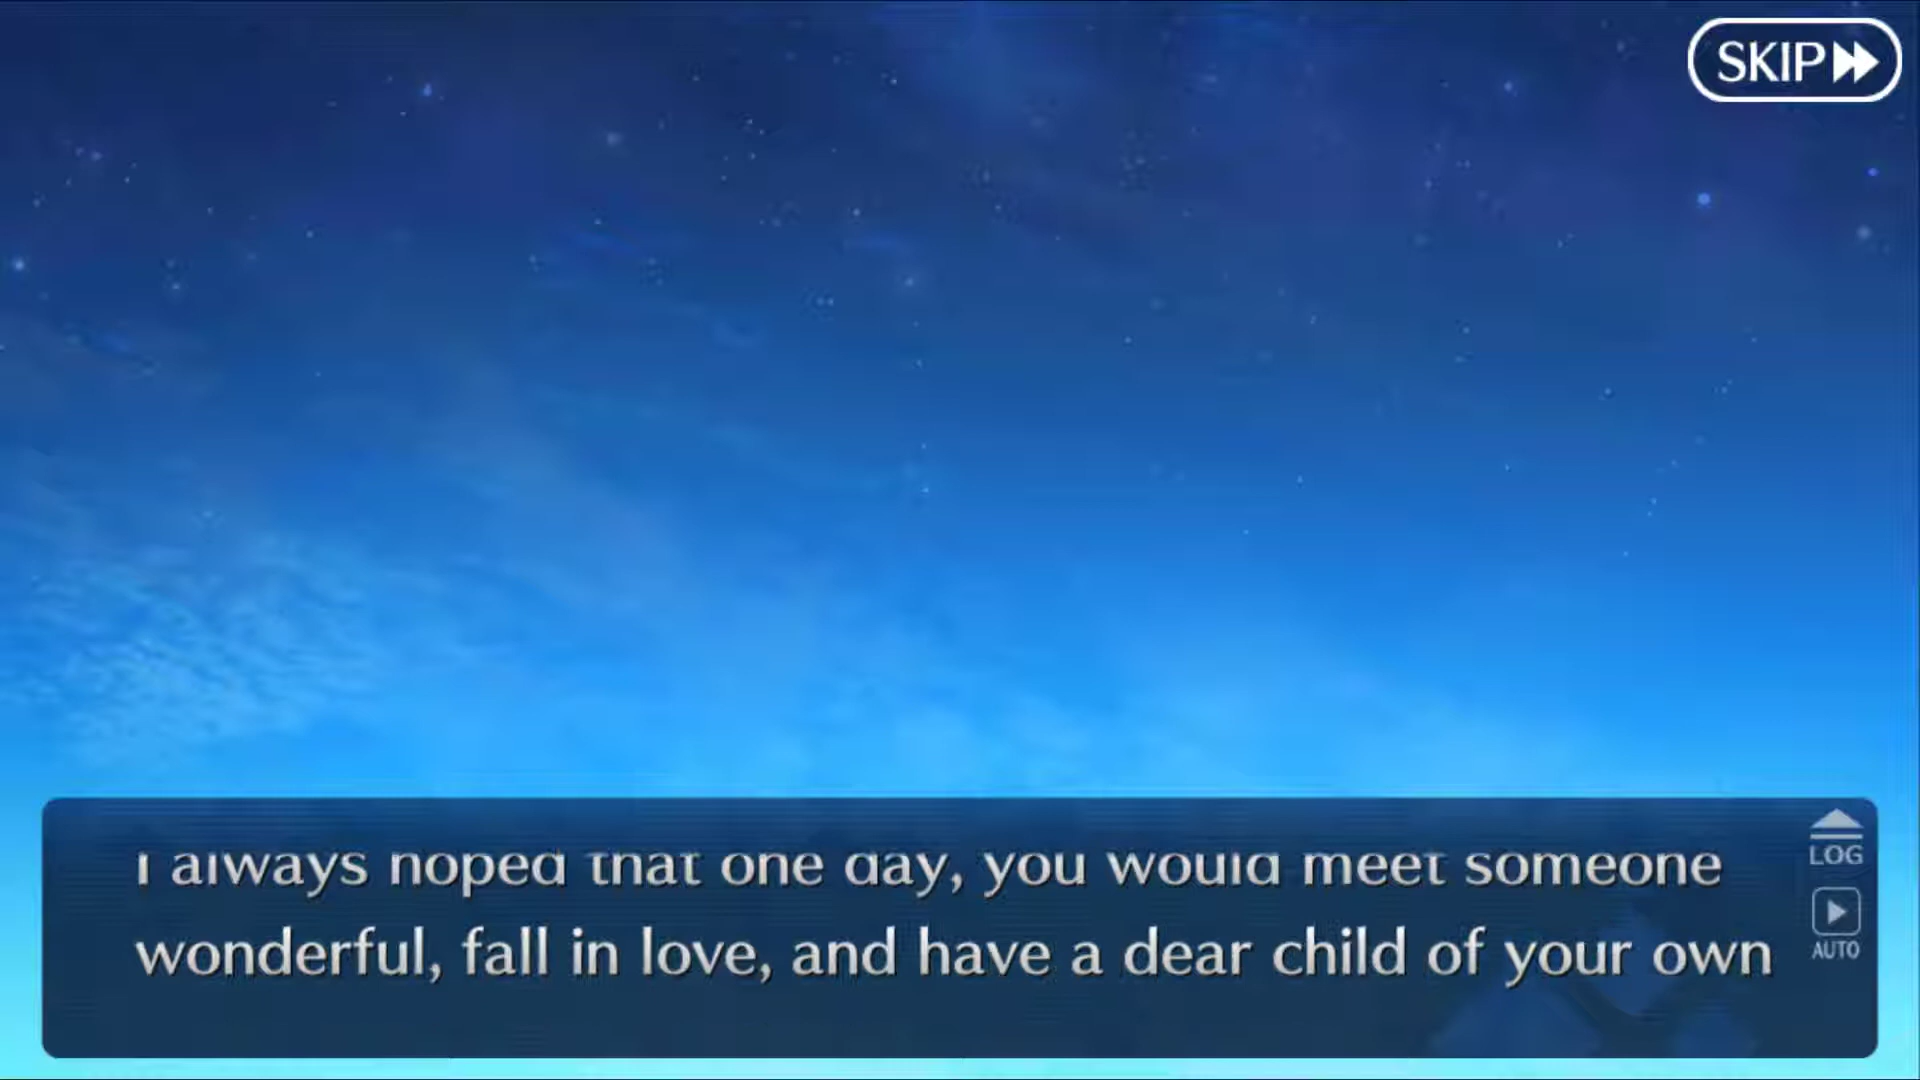 SKIP
I always hoped that one day, you would meet someone
wonderful, fall in love, and have a dear child of your own
LOG
AUTO